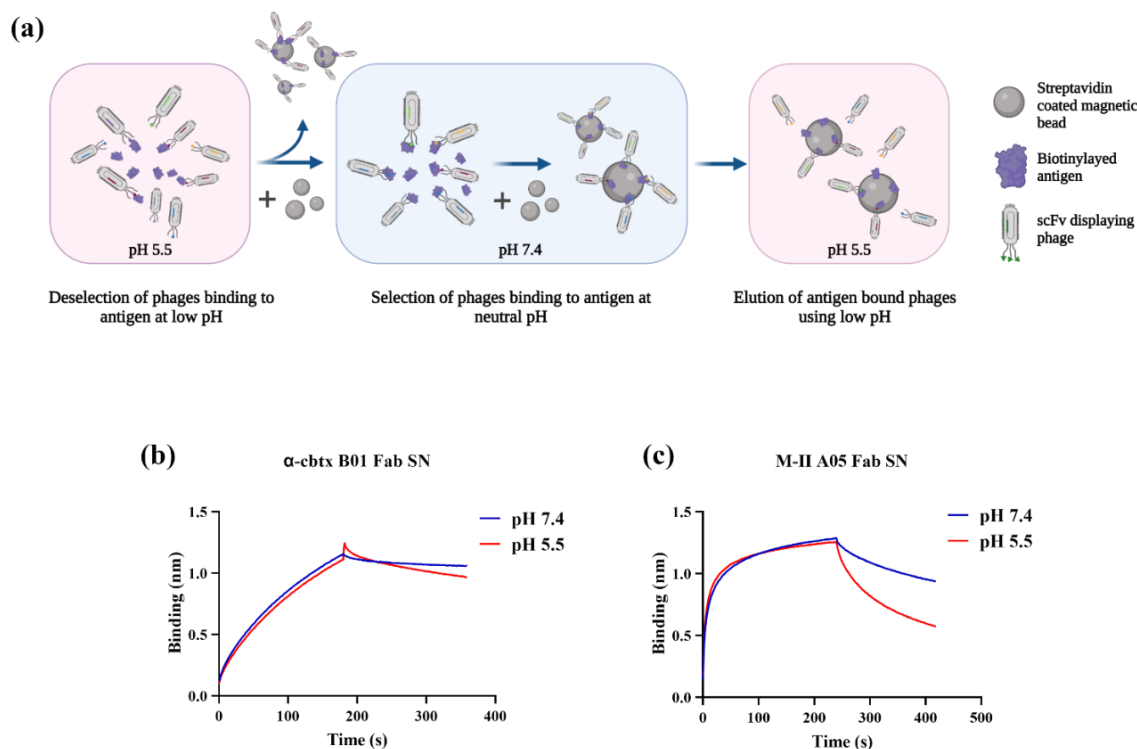 (a)
pH 5.5
+
pH 7.4
+
pH 5.5
Deselection of phages binding to
antigen at low pH
Selection of phages binding to antigen at
neutral pH
Elution of antigen bound phages
using low pH
Streptavidin
coated magnetic
bead
Biotinylayed
antigen
scFv displaying
phage
(b)
α-cbtx B01 Fab SN
pH 7.4
pH 5.5
Binding (nm)
1.5
1.0
0.5
0.0
0 100 200 300 400
Time (s)
(c)
M-II A05 Fab SN
pH 7.4
pH 5.5
Binding (nm)
1.5
1.0
0.5
0.0
0 100 200 300 400 500
Time (s)